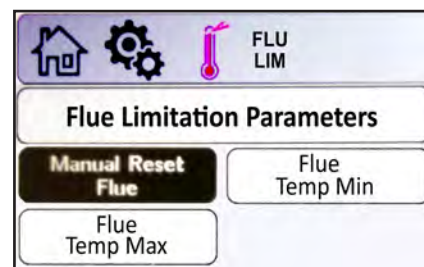 FLU
LIM
Flue Limitation Parameters
Manual Reset
Flue
Flue
Temp Min
Flue
Temp Max